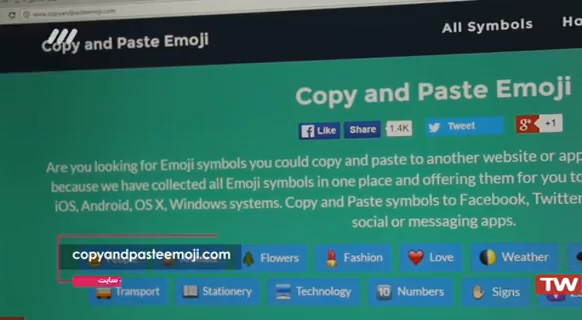 www.copyandpasteemoji.com
Copy and Paste Emoji
All Symbols
Copy and Paste Emoji
Like
Share
1.4K
Tweet
+1
Are you looking for Emoji symbols you could copy and paste to another website or app
because we have collected all Emoji symbols in one place and offering them for you to
iOS, Android, OS X, Windows systems. Copy and Paste symbols to Facebook, Twitter
social or messaging apps.
copyandpasteemoji.com
Flowers
Fashion
Love
Weather
سایت
Transport
Stationery
Technology
10
Numbers
Signs
TW